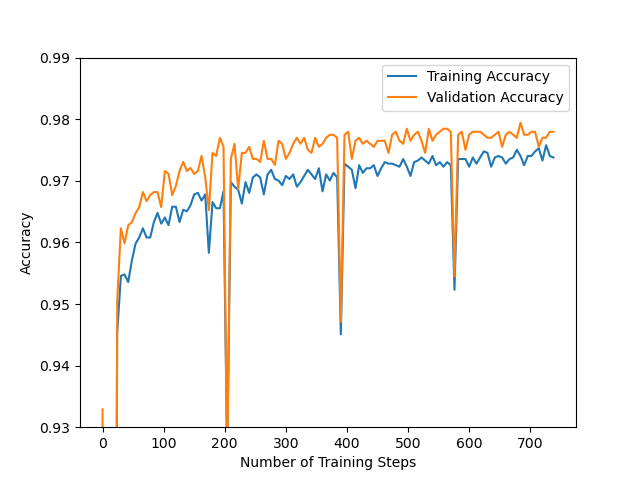 0.99
0.98
0.97
0.96
0.95
0.94
0.93
Accuracy
Training Accuracy
Validation Accuracy
0 100 200 300 400 500 600 700
Number of Training Steps